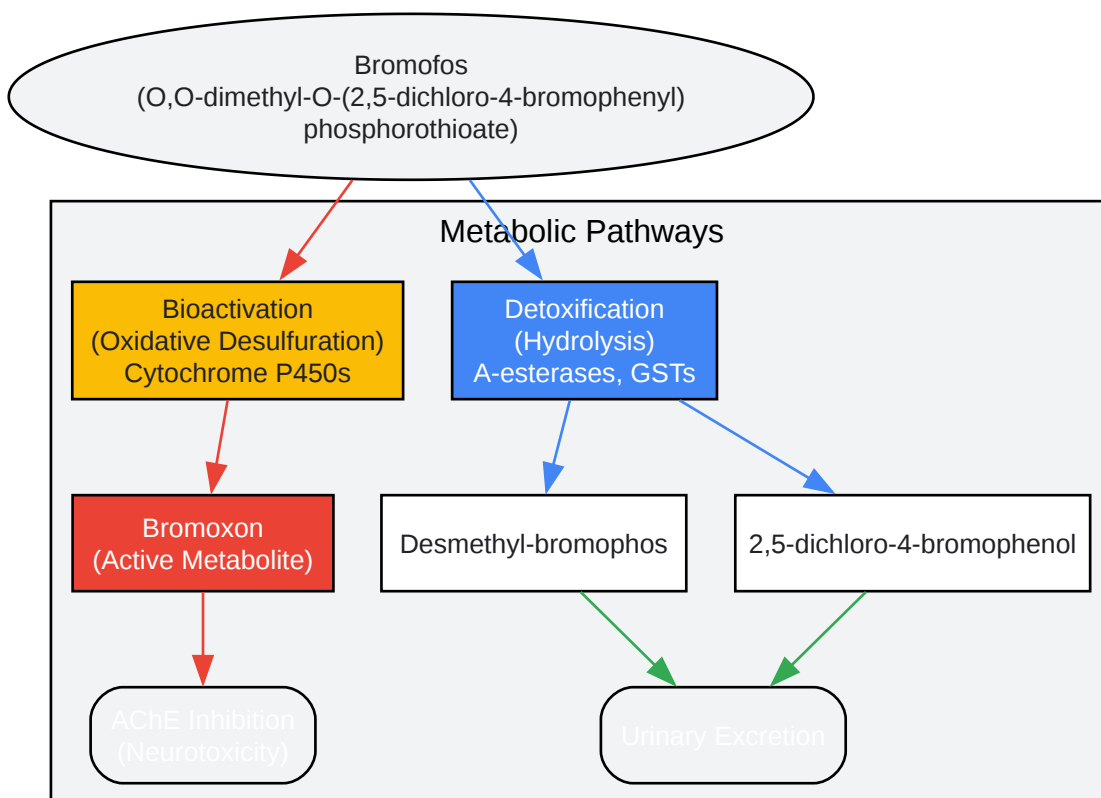 Bromofos
(O,O-dimethyl-O-(2,5-dichloro-4-bromophenyl)
phosphorothioate)
Metabolic Pathways
Bioactivation
(Oxidative Desulfuration)
Cytochrome P450s
Detoxification
(Hydrolysis)
A-esterases, GSTs
Bromoxon
(Active Metabolite)
Desmethyl-bromophos
2,5-dichloro-4-bromophenol
AChE Inhibition
(Neurotoxicity)
Urinary Excretion